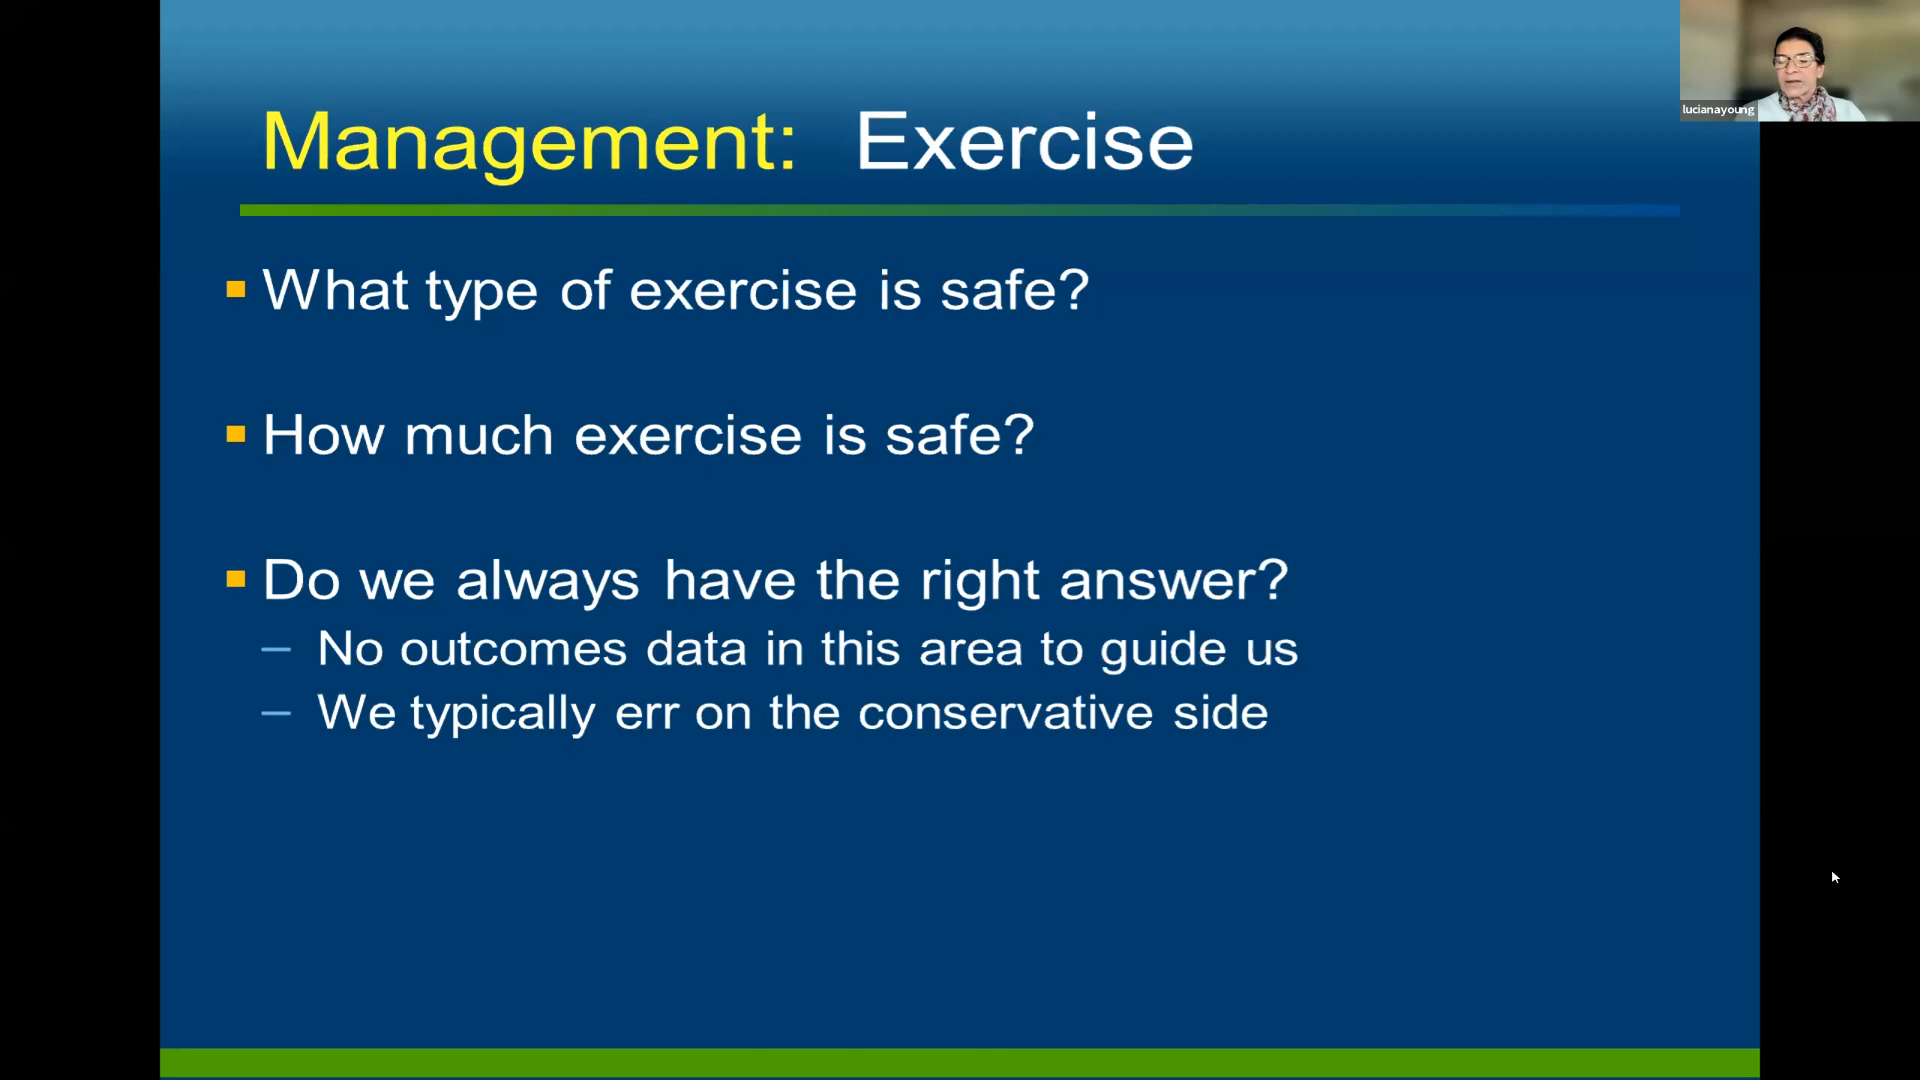 Management: Exercise
lucianayoung
What type of exercise is safe?
How much exercise is safe?
Do we always have the right answer?
– No outcomes data in this area to guide us
– We typically err on the conservative side